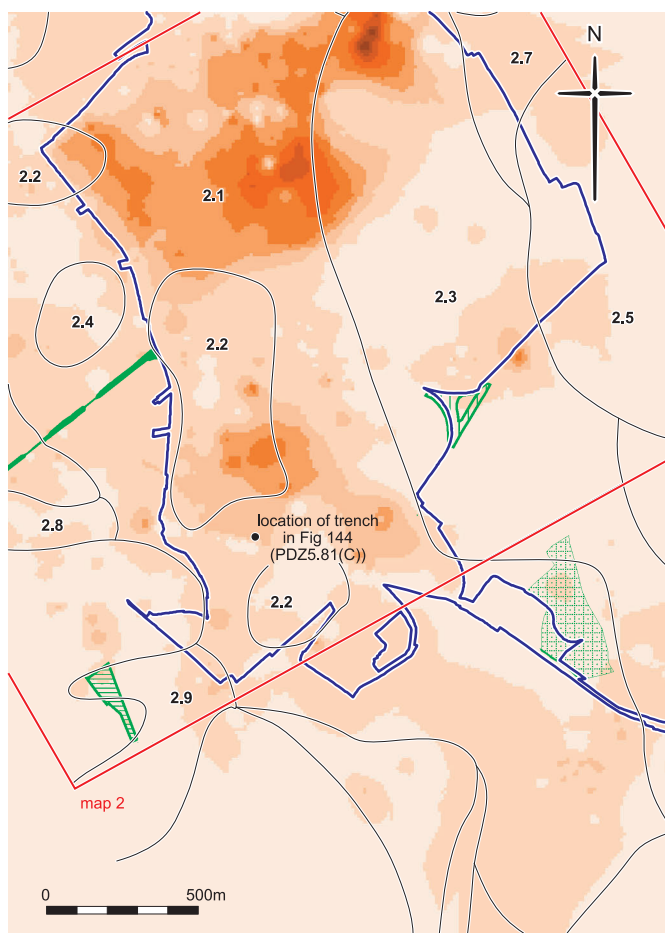 2.7
N
2.2
2.1
2.3
2.5
2.4
2.2
location of trench
in Fig 144
(PDZ5.81(C))
2.8
2.2
2.9
map 2
0 500m